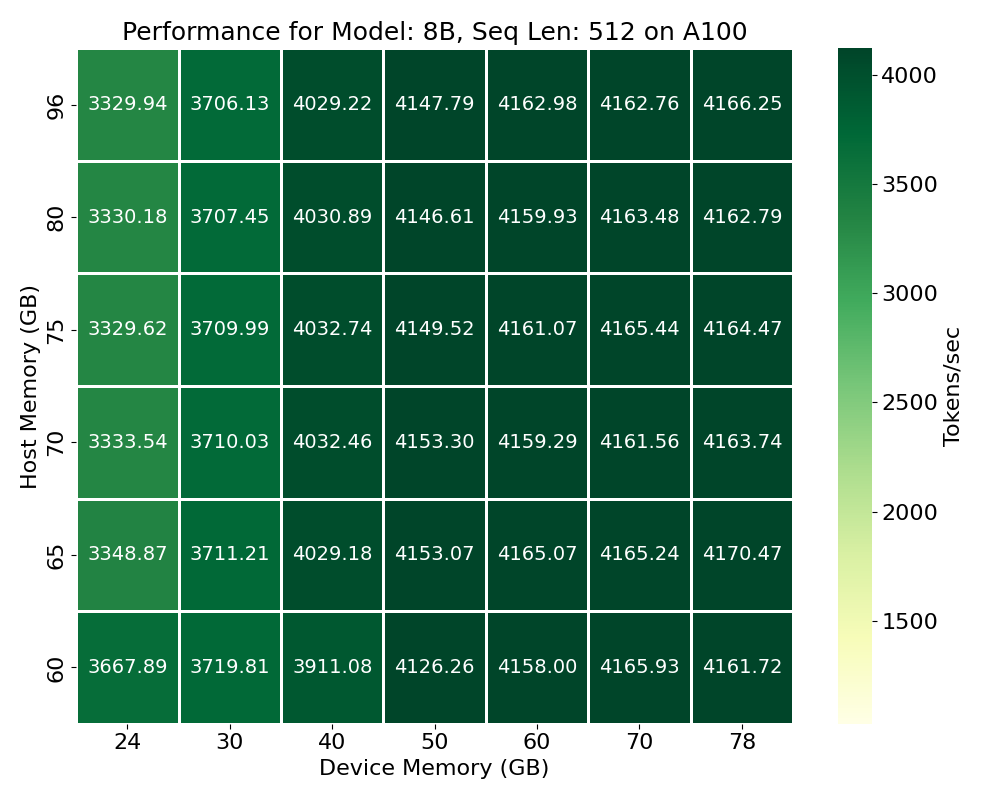 Performance for Model: 8B, Seq Len: 512 on A100
Host Memory (GB)
96 3329.94 3706.13 4029.22 4147.79 4162.98 4162.76 4166.25
80 3330.18 3707.45 4030.89 4146.61 4159.93 4163.48 4162.79
75 3329.62 3709.99 4032.74 4149.52 4161.07 4165.44 4164.47
70 3333.54 3710.03 4032.46 4153.30 4159.29 4161.56 4163.74
65 3348.87 3711.21 4029.18 4153.07 4165.07 4165.24 4170.47
60 3667.89 3719.81 3911.08 4126.26 4158.00 4165.93 4161.72
24 30 40 50 60 70 78
Device Memory (GB)
4000
3500
3000
2500
2000
1500
Tokens/sec